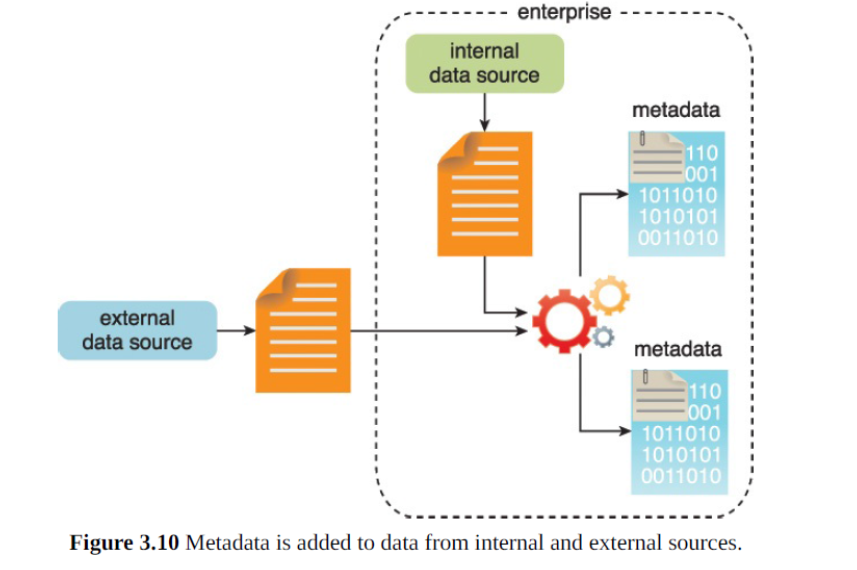 enterprise
internal
data source
metadata
110
001
1011010
1010101
0011010
external
data source
metadata
110
001
1011010
1010101
0011010
Figure 3.10 Metadata is added to data from internal and external sources.